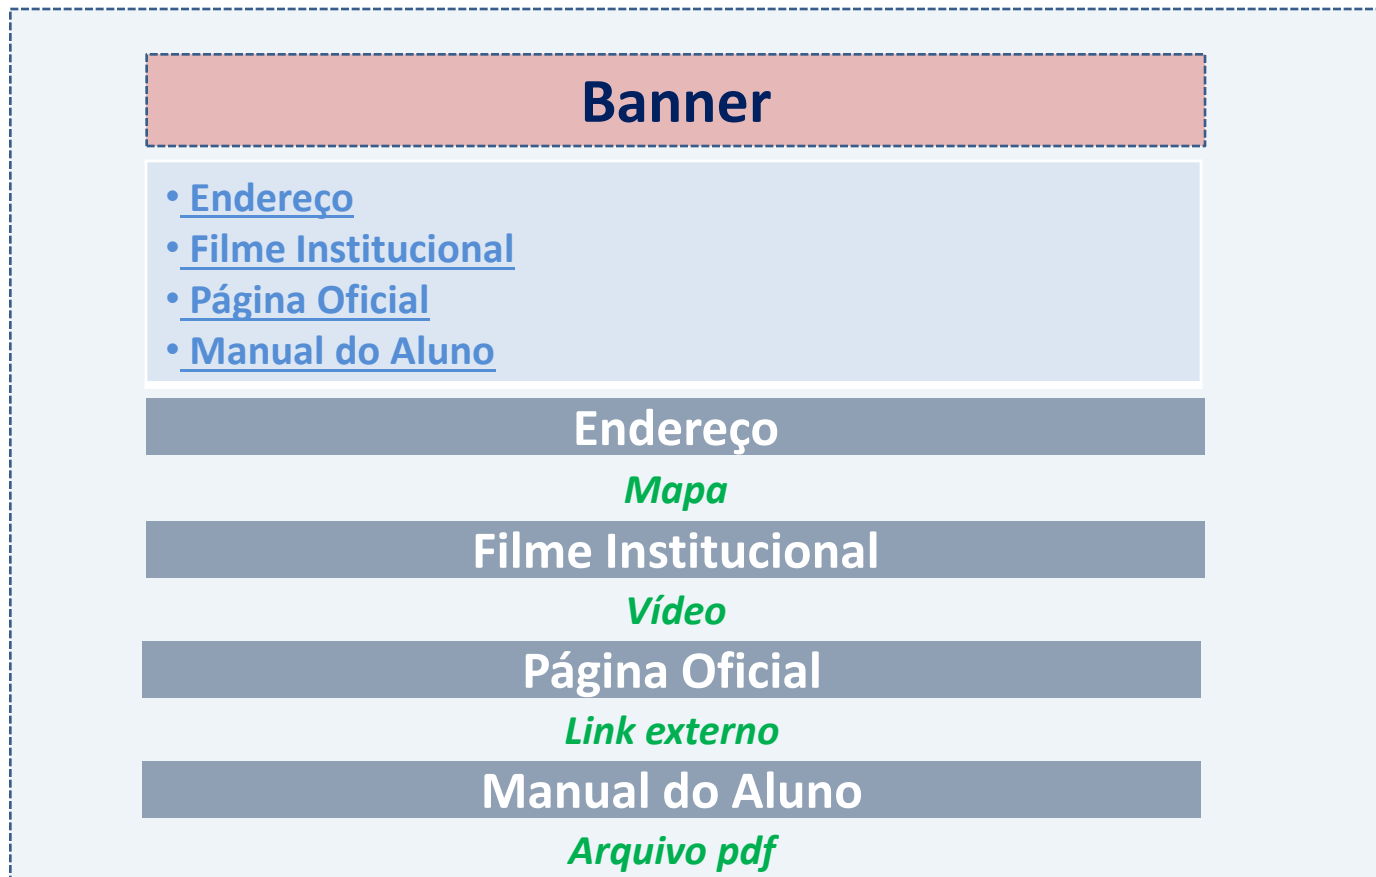 Banner
• Endereço
• Filme Institucional
• Página Oficial
• Manual do Aluno
Endereço
Mapa
Filme Institucional
Vídeo
Página Oficial
Link externo
Manual do Aluno
Arquivo pdf